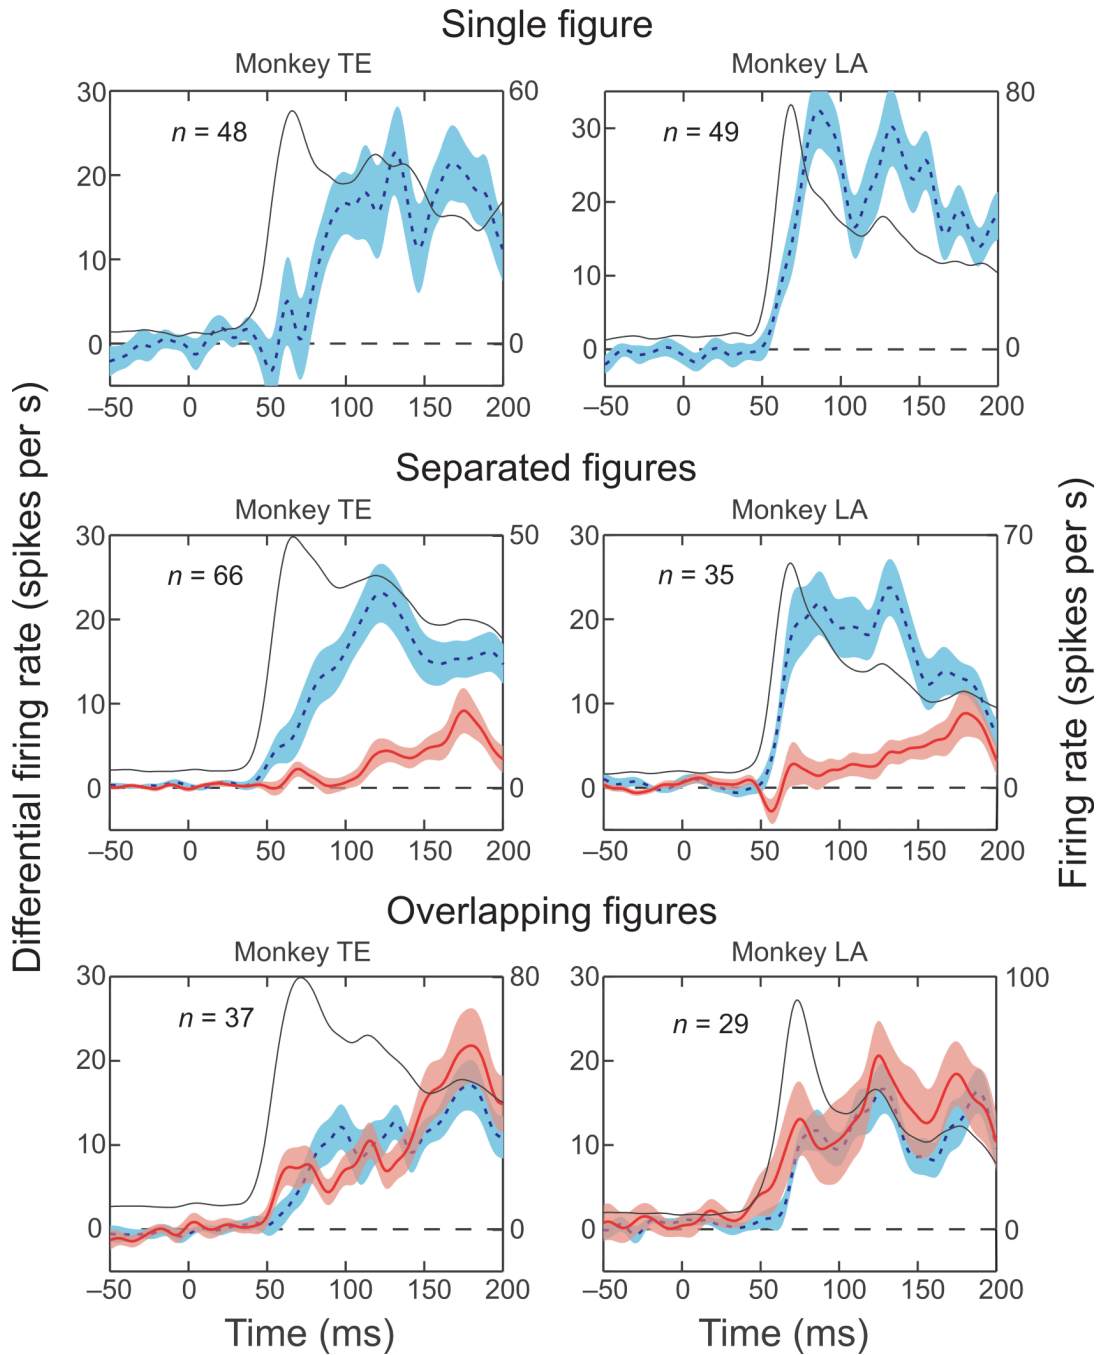 Single figure
Monkey TE
Monkey LA
30
20
10
0
60
0
n = 48
–50 0 50 100 150 200
30
20
10
0
80
0
n = 49
–50 0 50 100 150 200
Separated figures
Monkey TE
Monkey LA
30
20
10
0
50
0
n = 66
–50 0 50 100 150 200
30
20
10
0
70
0
n = 35
–50 0 50 100 150 200
Overlapping figures
Monkey TE
Monkey LA
30
20
10
0
80
0
n = 37
–50 0 50 100 150 200
30
20
10
0
100
0
n = 29
–50 0 50 100 150 200
Time (ms)
Time (ms)
Differential firing rate (spikes per s)
Firing rate (spikes per s)